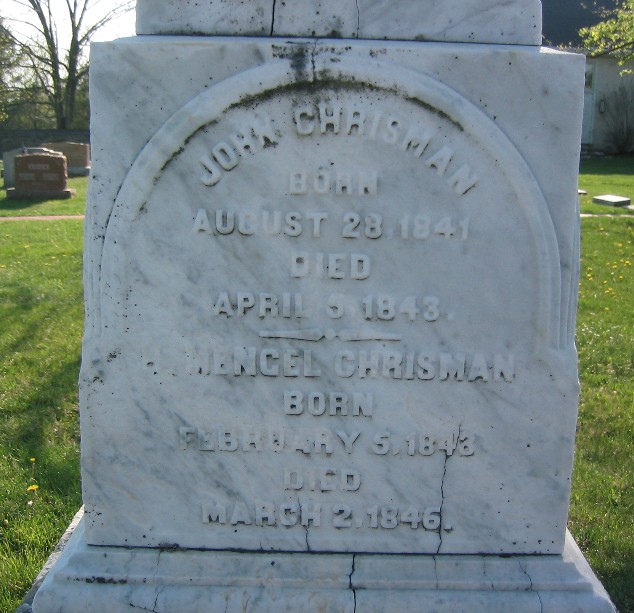 JOHN CHRISMAN
BORN
AUGUST 28, 1841
DIED
APRIL 5, 1843.
H. MENGEL CHRISMAN
BORN
FEBRUARY 5, 1843
DIED
MARCH 2, 1846.